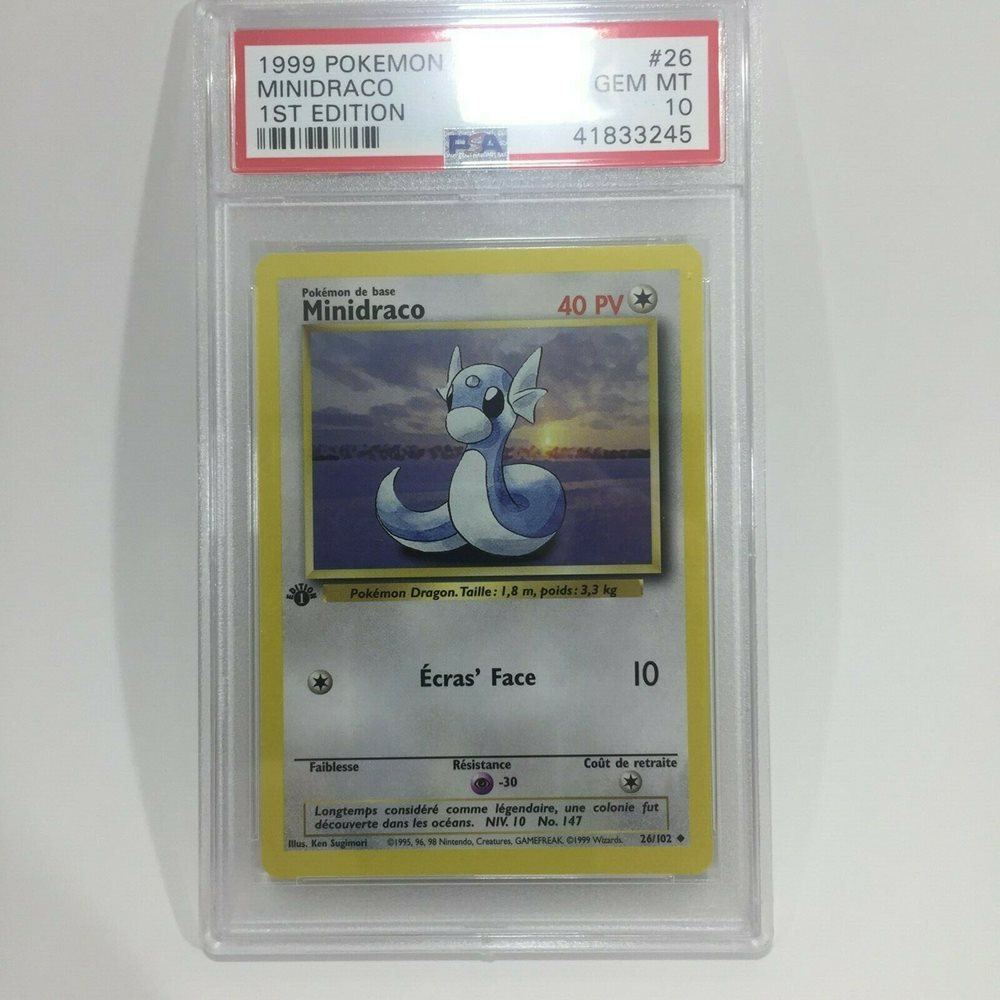 1999 POKEMON #26
MINIDRACO GEM MT
1ST EDITION 10
PSA 41833245
Pokémon de base
Minidraco 40 PV
EDITION 1
Pokémon Dragon. Taille: 1,8 m, poids: 3,3 kg
Écras' Face 10
Faiblesse Résistance Coût de retraite
-30
Longtemps considéré comme légendaire, une colonie fut
découverte dans les océans. NIV. 10 No. 147
Illus. Ken Sugimori ©1995, 96, 98 Nintendo, Creatures, GAMEFREAK. ©1999 Wizards. 26/102